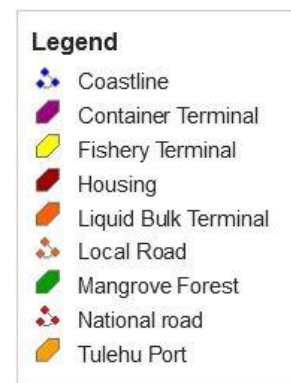 Legend
Coastline
Container Terminal
Fishery Terminal
Housing
Liquid Bulk Terminal
Local Road
Mangrove Forest
National road
Tulehu Port